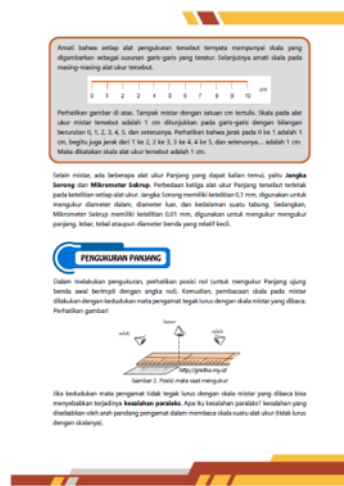 Amati bahwa setiap alat pengukuran tersebut ternyata mempunyai skala yang
digambarkan sebagai susunan garis-garis yang teratur. Selanjutnya amati skala pada
masing-masing alat ukur tersebut.
cm
0 1 2 3 4 5 6 7 8 9 10
Perhatikan gambar di atas. Tampak mistar dengan satuan cm tertulis. Skala pada alat
ukur mistar tersebut adalah 1 cm ditunjukkan pada garis-garis dengan bilangan
berurutan 0, 1, 2, 3, 4, 5, dan seterusnya. Perhatikan bahwa jarak pada 0 ke 1 adalah 1
cm, begitu juga jarak dari 1 ke 2, 2 ke 3, 3 ke 4, 4 ke 5, dan seterusnya,... adalah 1 cm.
Maka dikatakan skala alat ukur tersebut adalah 1 cm.
Selain mistar, ada beberapa alat ukur Panjang yang dapat kalian temui, yaitu Jangka
Sorong dan Mikrometer Sekrup. Perbedaan ketiga alat ukur Panjang tersebut terletak
pada ketelitian setiap alat ukur. Jangka Sorong memiliki ketelitian 0,1 mm, digunakan untuk
mengukur diameter dalam, diameter luar, dan kedalaman suatu tabung. Sedangkan,
Mikrometer Sekrup memiliki ketelitian 0,01 mm, digunakan untuk mengukur mengukur
panjang, lebar, tebal ataupun diameter benda yang relatif kecil.
PENGUKURAN PANJANG
Dalam melakukan pengukuran, perhatikan posisi nol (untuk mengukur Panjang ujung
benda awal berimpit dengan angka nol). Kemudian, pembacaan skala pada mistar
dilakukan dengan kedudukan mata pengamat tegak lurus dengan skala mistar yang dibaca.
Perhatikan gambar!
benar
salah salah
http://gretha.my.id
Gambar 2. Posisi mata saat mengukur
Jika kedudukan mata pengamat tidak tegak lurus dengan skala mistar yang dibaca bisa
menyebabkan terjadinya kesalahan paralaks. Apa itu kesalahan paralaks? kesalahan yang
disebabkan oleh arah pandang pengamat dalam membaca skala suatu alat ukur (tidak lurus
dengan skalanya).